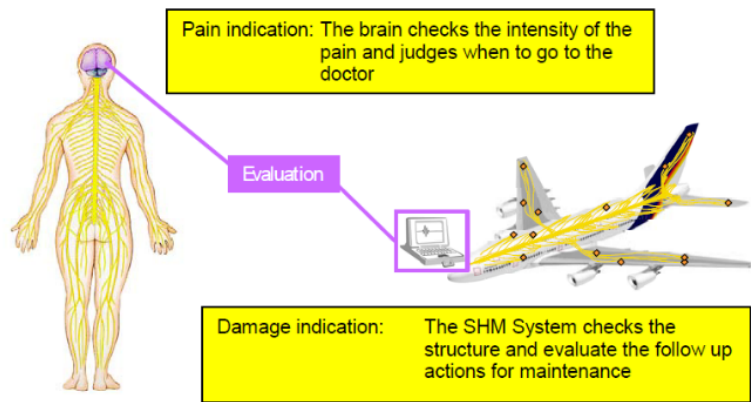 Pain indication: The brain checks the intensity of the
pain and judges when to go to the
doctor
Evaluation
Damage indication: The SHM System checks the
structure and evaluate the follow up
actions for maintenance